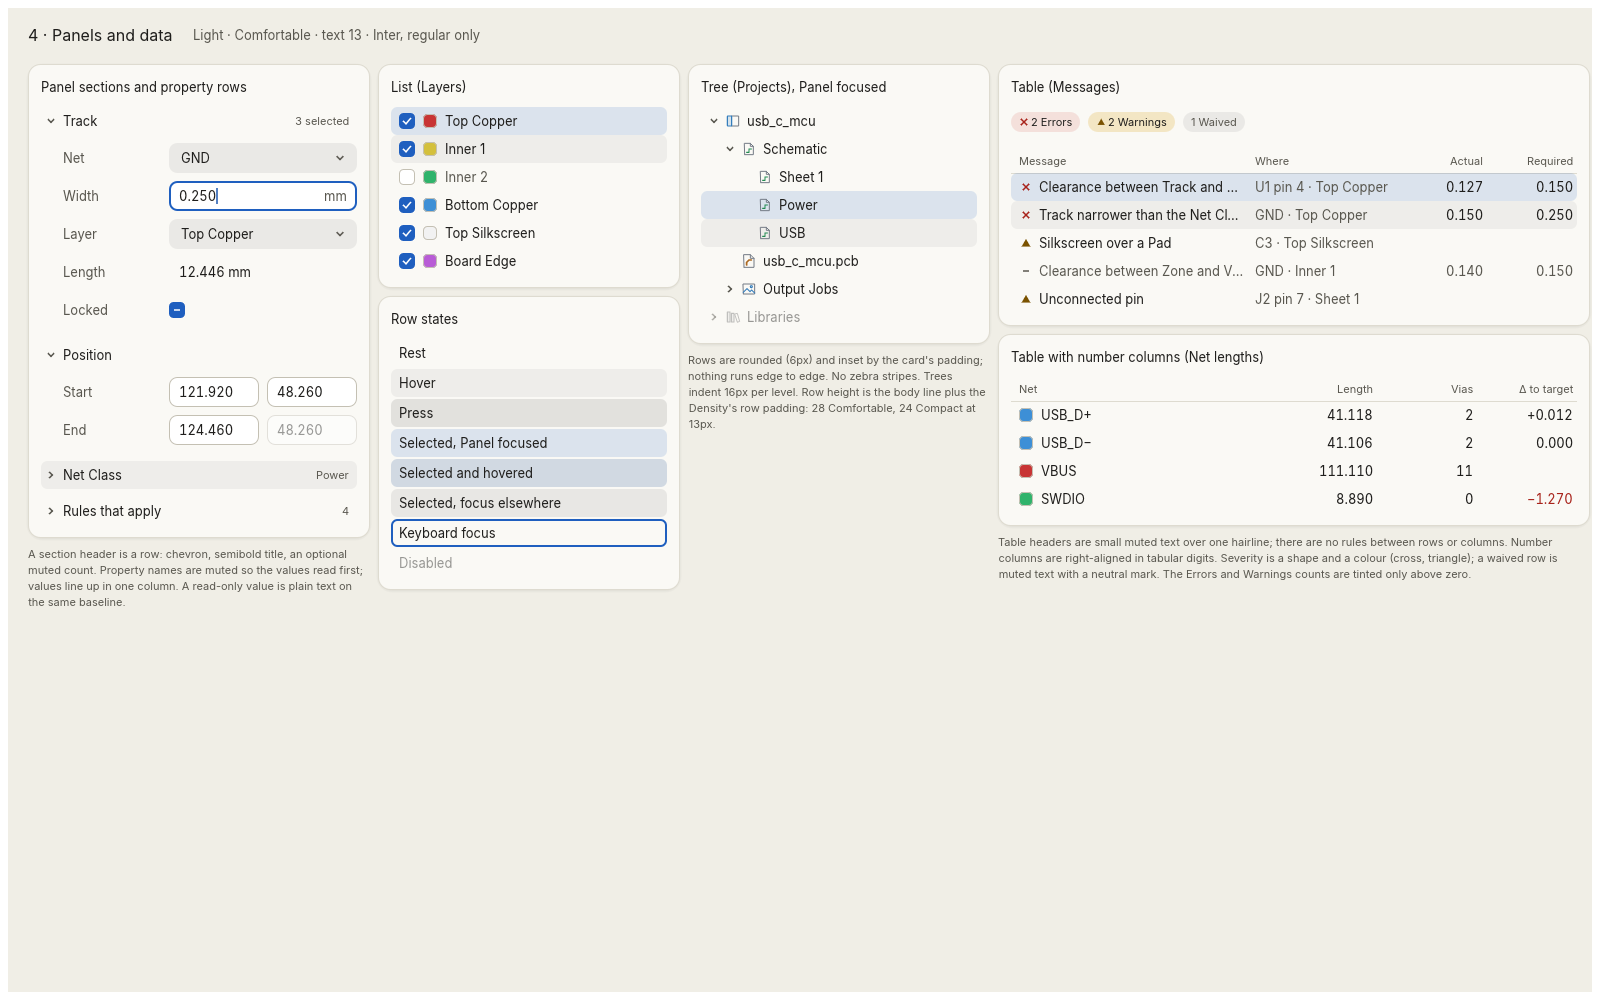 4 · Panels and data
Light · Comfortable · text 13 · Inter, regular only
Panel sections and property rows
Track
3 selected
Net
GND
Width
0.250
mm
Layer
Top Copper
Length
12.446 mm
Locked
Position
Start
121.920
48.260
End
124.460
48.260
Net Class
Power
Rules that apply
4
A section header is a row: chevron, semibold title, an optional
muted count. Property names are muted so the values read first;
values line up in one column. A read-only value is plain text on
the same baseline.
List (Layers)
Top Copper
Inner 1
Inner 2
Bottom Copper
Top Silkscreen
Board Edge
Row states
Rest
Hover
Press
Selected, Panel focused
Selected and hovered
Selected, focus elsewhere
Keyboard focus
Disabled
Tree (Projects), Panel focused
usb_c_mcu
Schematic
Sheet 1
Power
USB
usb_c_mcu.pcb
Output Jobs
Libraries
Rows are rounded (6px) and inset by the card's padding;
nothing runs edge to edge. No zebra stripes. Trees
indent 16px per level. Row height is the body line plus the
Density's row padding: 28 Comfortable, 24 Compact at
13px.
Table (Messages)
2 Errors
2 Warnings
1 Waived
Message Where Actual Required
Clearance between Track and ... U1 pin 4 · Top Copper 0.127 0.150
Track narrower than the Net Cl... GND · Top Copper 0.150 0.250
Silkscreen over a Pad C3 · Top Silkscreen
Clearance between Zone and V... GND · Inner 1 0.140 0.150
Unconnected pin J2 pin 7 · Sheet 1
Table with number columns (Net lengths)
Net Length Vias Δ to target
USB_D+ 41.118 2 +0.012
USB_D− 41.106 2 0.000
VBUS 111.110 11
SWDIO 8.890 0 −1.270
Table headers are small muted text over one hairline; there are no rules between rows or columns. Number
columns are right-aligned in tabular digits. Severity is a shape and a colour (cross, triangle); a waived row is
muted text with a neutral mark. The Errors and Warnings counts are tinted only above zero.